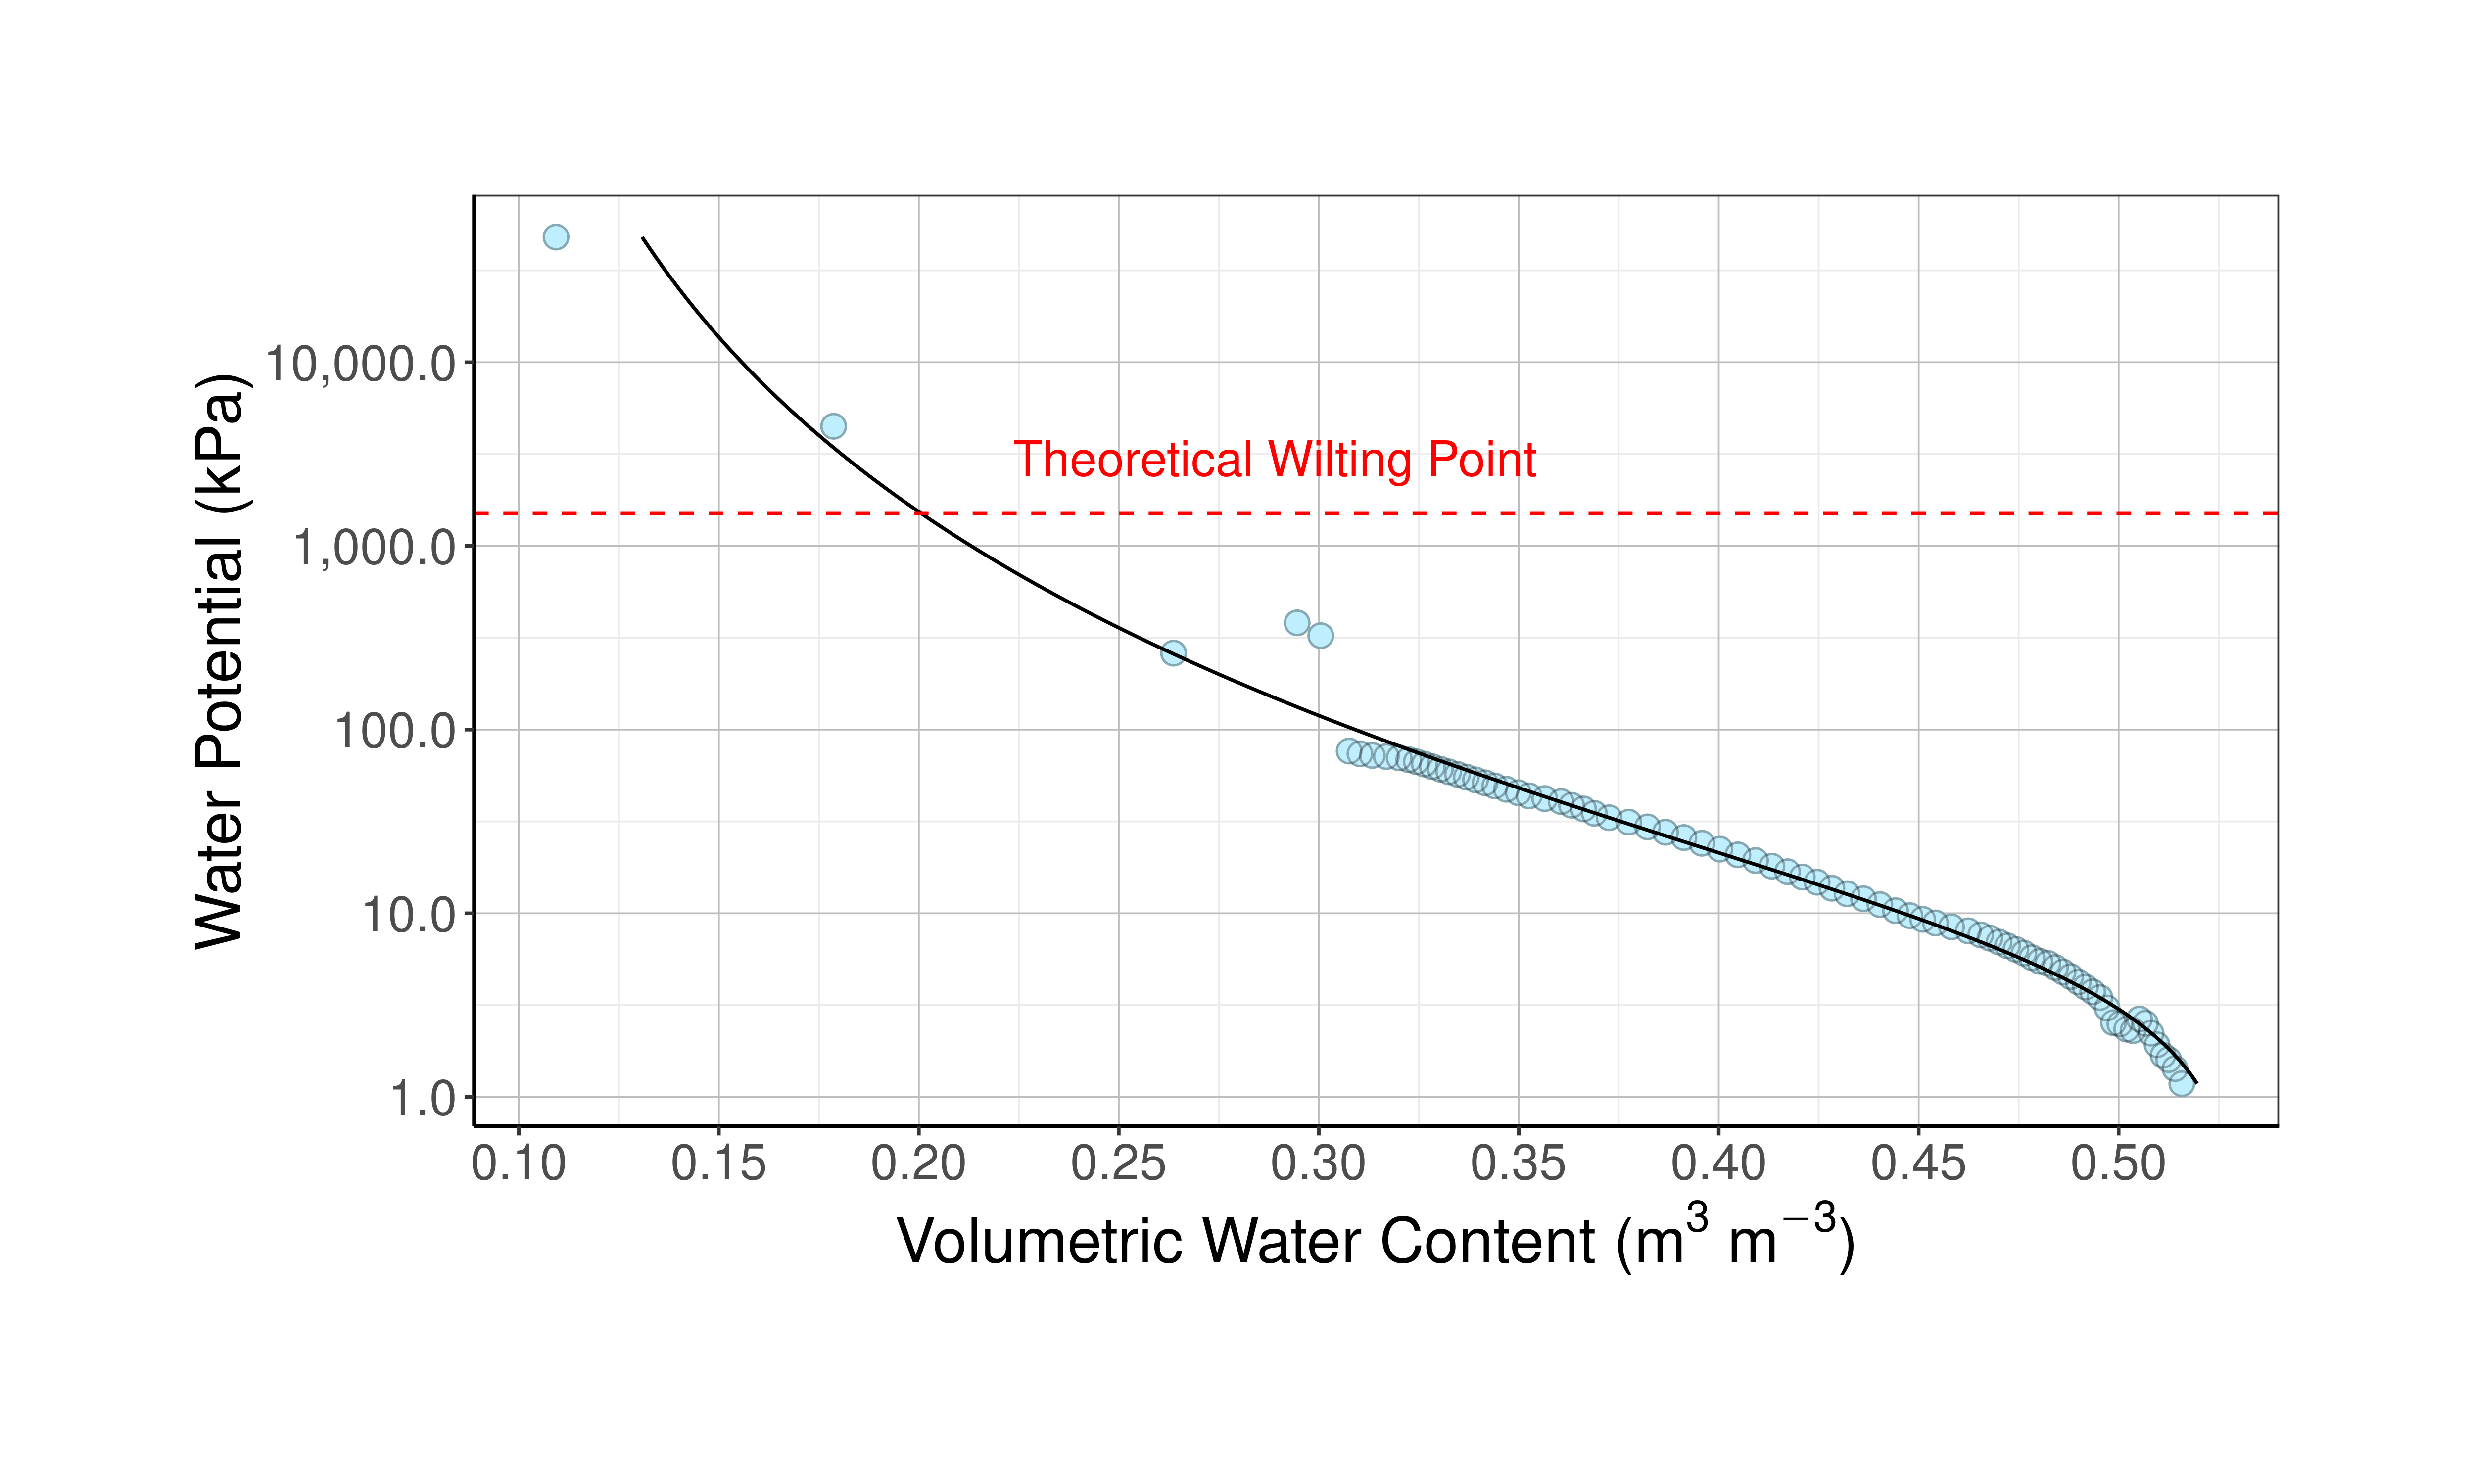 Water Potential (kPa)
10,000.0
1,000.0
100.0
10.0
1.0
Theoretical Wilting Point
0.10 0.15 0.20 0.25 0.30 0.35 0.40 0.45 0.50
Volumetric Water Content (m³ m⁻³)